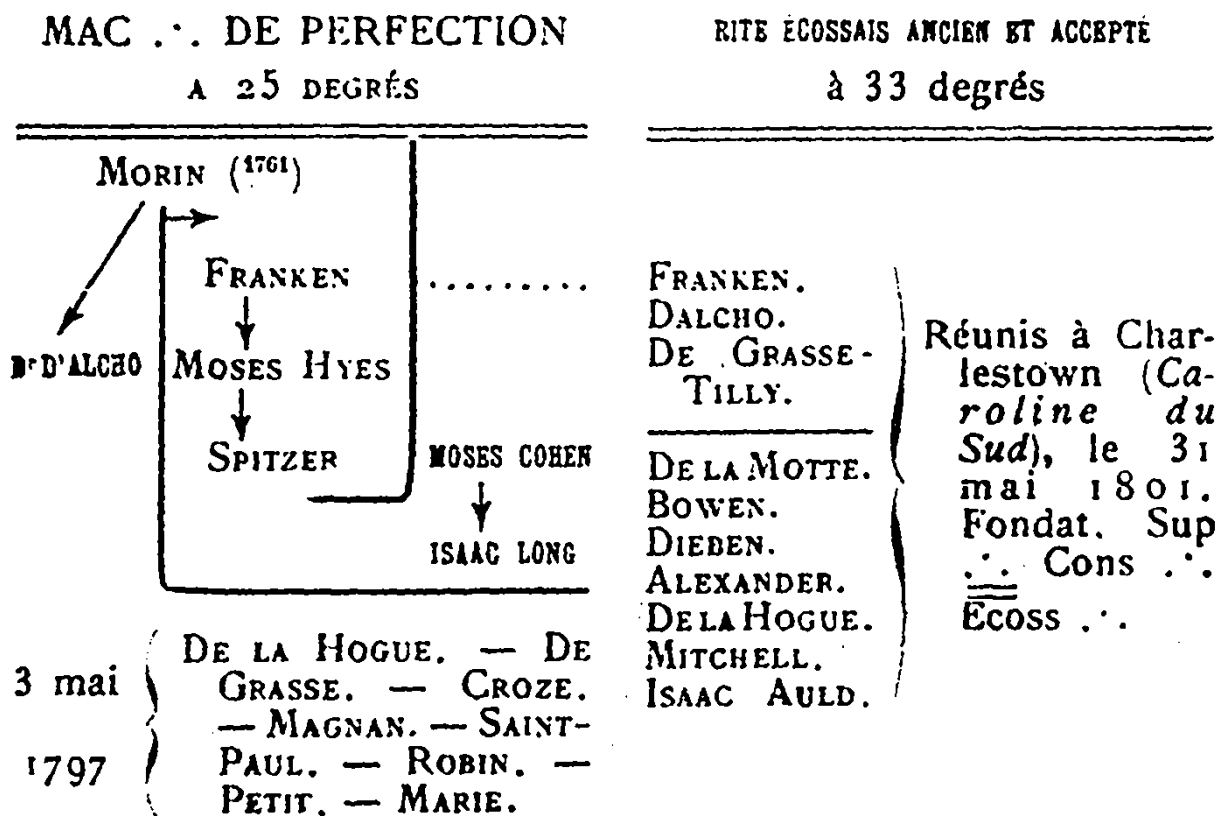 MAC ∴ DE PERFECTION
A 25 DEGRÉS
MORIN (1761)
FRANKEN
Dr D'ALCHO
MOSES HYES
SPITZER
MOSES COHEN
ISAAC LONG
3 mai
1797
DE LA HOGUE. — DE
GRASSE. — CROZE.
— MAGNAN. — SAINT-
PAUL. — ROBIN. —
PETIT. — MARIE.
RITE ÉCOSSAIS ANCIEN ET ACCEPTÉ
à 33 degrés
..........
FRANKEN.
DALCHO.
DE GRASSE-
TILLY.
DE LA MOTTE.
BOWEN.
DIEBEN.
ALEXANDER.
DE LA HOGUE.
MITCHELL.
ISAAC AULD.
Réunis à Char-
lestown (Ca-
roline du
Sud), le 31
mai 1801.
Fondat. Sup
∴ Cons ∴
Ecoss ∴